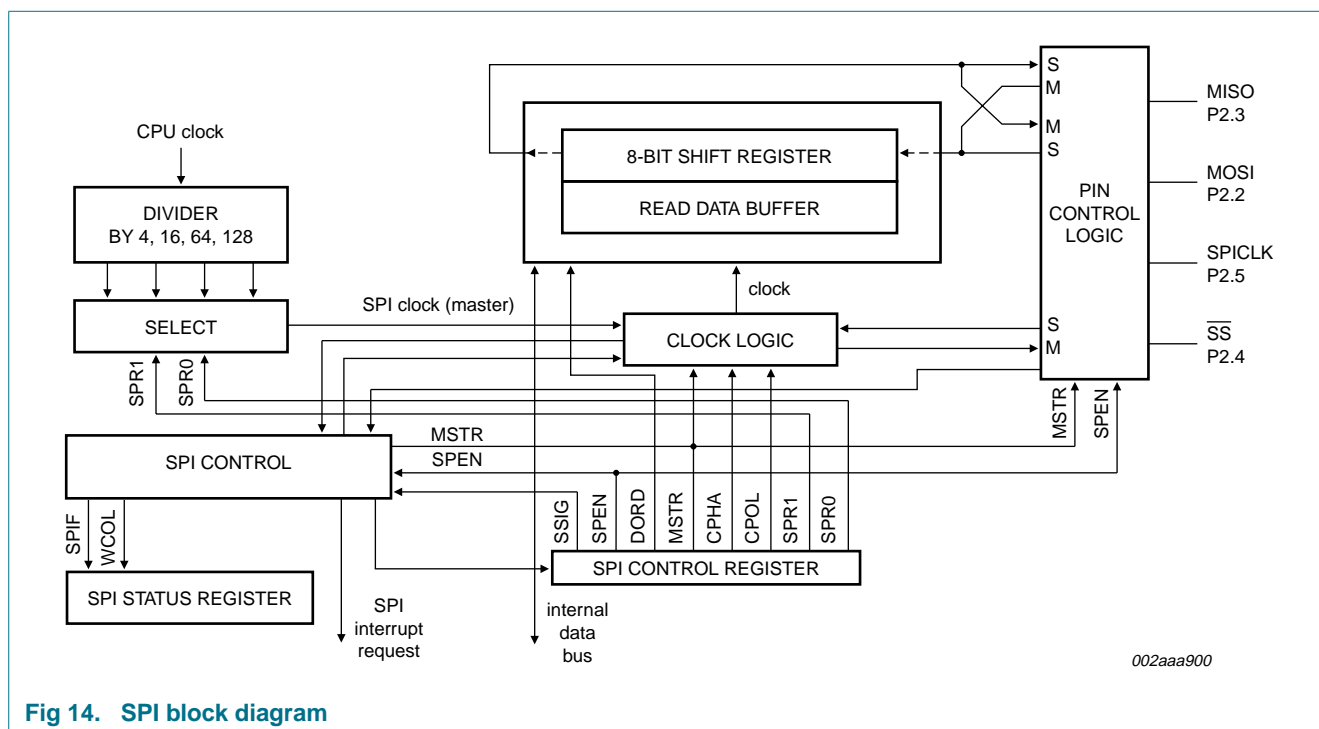 CPU clock
DIVIDER
BY 4, 16, 64, 128
SELECT
SPR1
SPR0
SPI clock (master)
8-BIT SHIFT REGISTER
READ DATA BUFFER
clock
CLOCK LOGIC
S
M
M
S
S
M
PIN
CONTROL
LOGIC
MISO
P2.3
MOSI
P2.2
SPICLK
P2.5
SS
P2.4
MSTR
SPEN
SPI CONTROL
MSTR
SPEN
SPIF
WCOL
SPI STATUS REGISTER
SPI
interrupt
request
SSIG
SPEN
DORD
MSTR
CPHA
CPOL
SPR1
SPR0
SPI CONTROL REGISTER
internal
data
bus
002aaa900
Fig 14. SPI block diagram